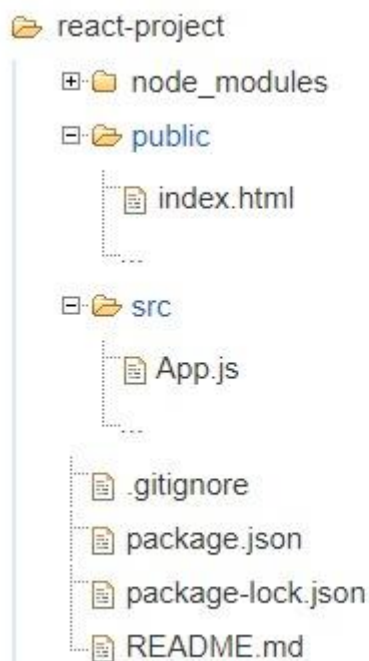 react-project
node_modules
public
index.html
...
src
App.js
...
.gitignore
package.json
package-lock.json
README.md